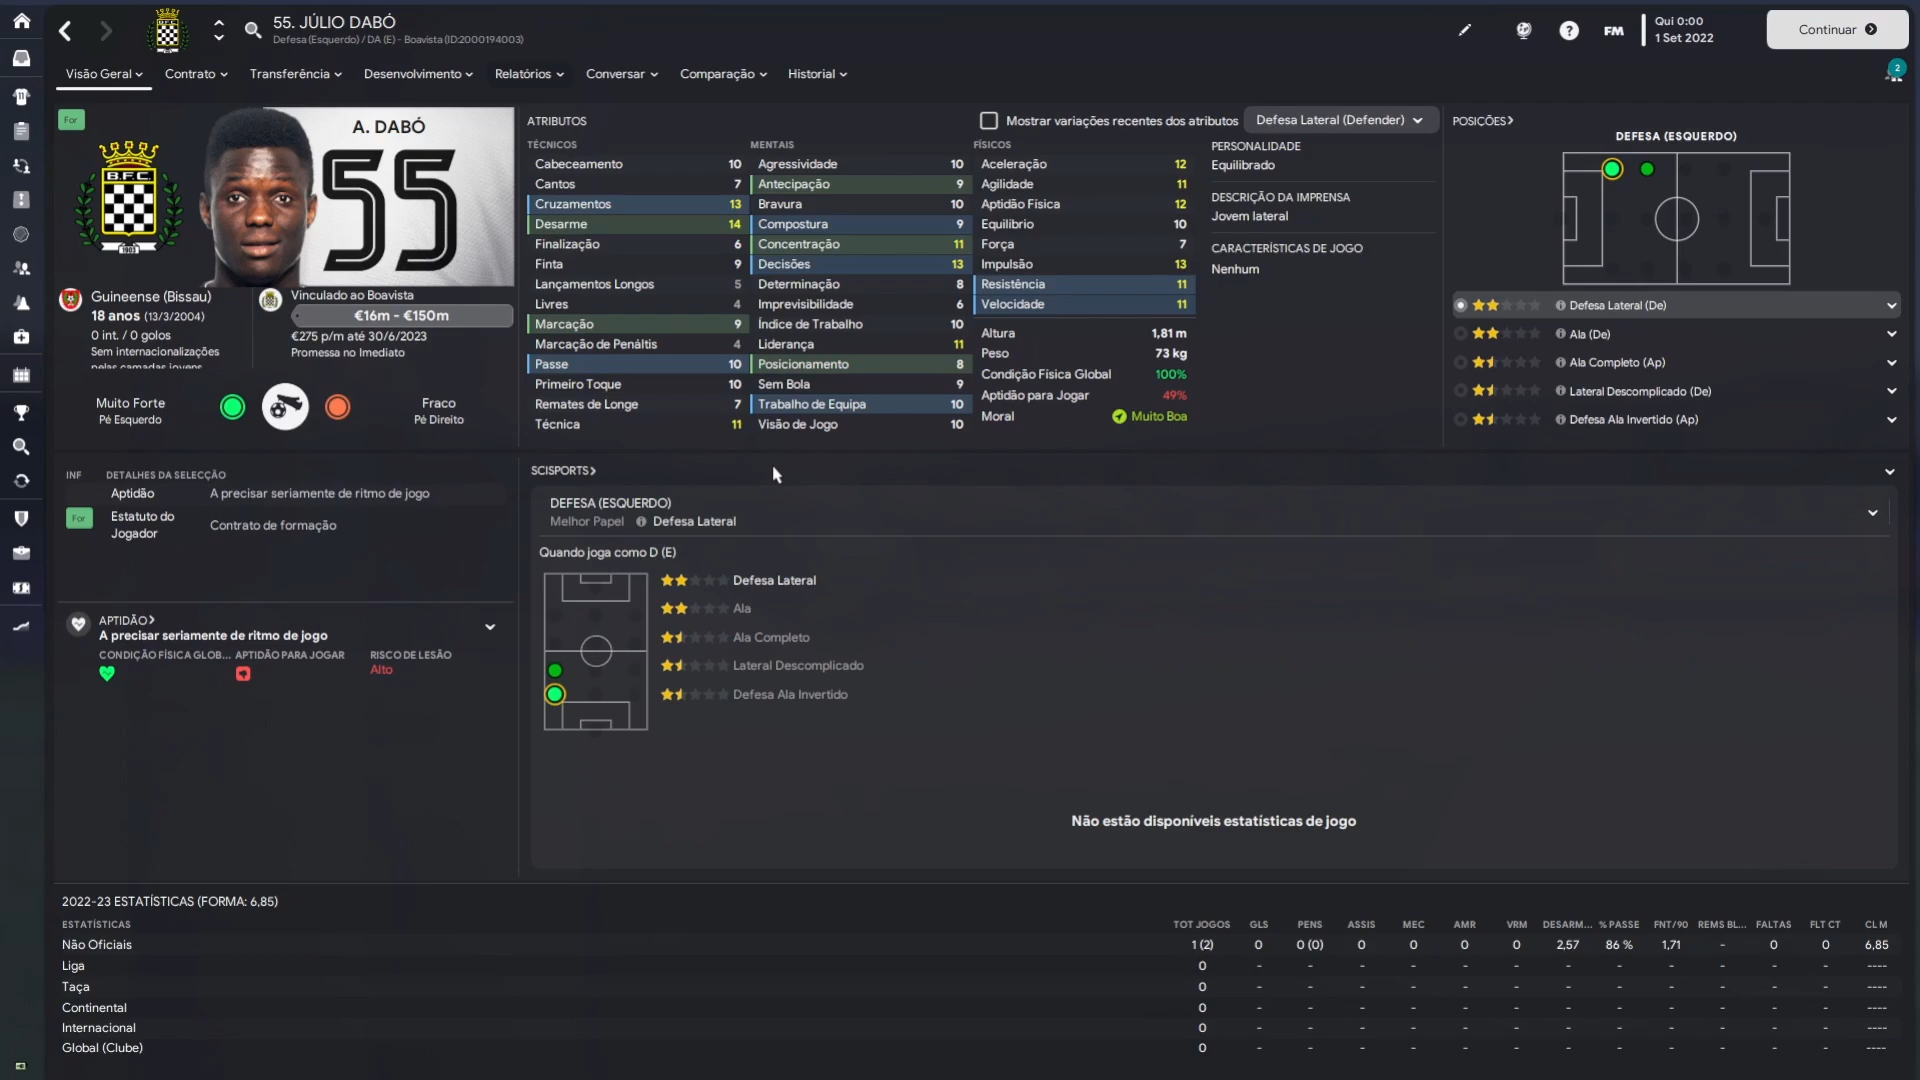 55. JÚLIO DABÓ
Defesa (Esquerdo) / DA (E) - Boavista (ID:2000194003)
FM
Qui 0:00
1 Set 2022
Continuar
Visão Geral
Contrato
Transferência
Desenvolvimento
Relatórios
Conversar
Comparação
Historial
2
For
B.F.C.
1903
A. DABÓ
55
Guineense (Bissau)
18 anos (13/3/2004)
0 int. / 0 golos
Sem internacionalizações
pelas camadas jovens
Vinculado ao Boavista
€16m - €150m
€275 p/m até 30/6/2023
Promessa no Imediato
Muito Forte
Pé Esquerdo
Fraco
Pé Direito
ATRIBUTOS
Mostrar variações recentes dos atributos
Defesa Lateral (Defender)
TÉCNICOS
Cabeceamento 10
Cantos 7
Cruzamentos 13
Desarme 14
Finalização 6
Finta 9
Lançamentos Longos 5
Livres 4
Marcação 9
Marcação de Penáltis 4
Passe 10
Primeiro Toque 10
Remates de Longe 7
Técnica 11
MENTAIS
Agressividade 10
Antecipação 9
Bravura 10
Compostura 9
Concentração 11
Decisões 13
Determinação 8
Imprevisibilidade 6
Índice de Trabalho 10
Liderança 11
Posicionamento 8
Sem Bola 9
Trabalho de Equipa 10
Visão de Jogo 10
FÍSICOS
Aceleração 12
Agilidade 11
Aptidão Física 12
Equilíbrio 10
Força 7
Impulsão 13
Resistência 11
Velocidade 11
Altura 1,81 m
Peso 73 kg
Condição Física Global 100%
Aptidão para Jogar 49%
Moral Muito Boa
PERSONALIDADE
Equilibrado
DESCRIÇÃO DA IMPRENSA
Jovem lateral
CARACTERÍSTICAS DE JOGO
Nenhum
POSIÇÕES
DEFESA (ESQUERDO)
Defesa Lateral (De)
Ala (De)
Ala Completo (Ap)
Lateral Descomplicado (De)
Defesa Ala Invertido (Ap)
INF DETALHES DA SELECÇÃO
Aptidão A precisar seriamente de ritmo de jogo
For Estatuto do Jogador Contrato de formação
APTIDÃO
A precisar seriamente de ritmo de jogo
CONDIÇÃO FÍSICA GLOB... APTIDÃO PARA JOGAR RISCO DE LESÃO
Alto
SCISPORTS
DEFESA (ESQUERDO)
Melhor Papel Defesa Lateral
Quando joga como D (E)
Defesa Lateral
Ala
Ala Completo
Lateral Descomplicado
Defesa Ala Invertido
Não estão disponíveis estatísticas de jogo
2022-23 ESTATÍSTICAS (FORMA: 6,85)
ESTATÍSTICAS TOT JOGOS GLS PENS ASSIS MEC AMR VRM DESARM... % PASSE FNT/90 REMS BL... FALTAS FLT CT CL M
Não Oficiais 1 (2) 0 0 (0) 0 0 0 0 2,57 86 % 1,71 - 0 0 6,85
Liga 0 - - - - - - - - - - - - ----
Taça 0 - - - - - - - - - - - - ----
Continental 0 - - - - - - - - - - - - ----
Internacional 0 - - - - - - - - - - - - ----
Global (Clube) 0 - - - - - - - - - - - - ----